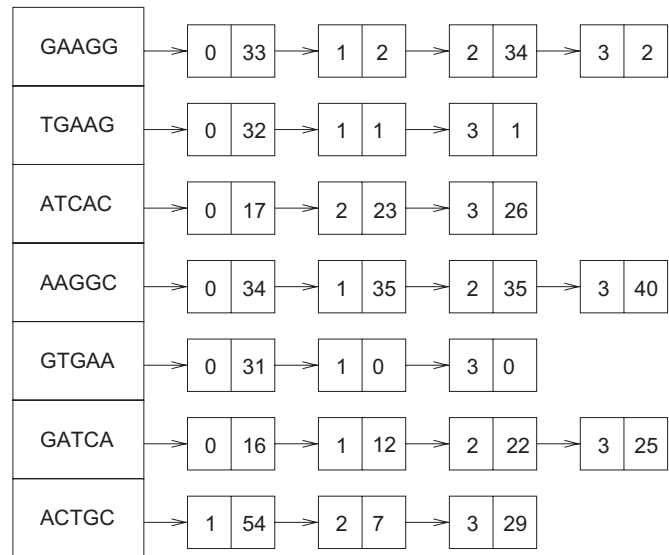 GAAGG 0 33 1 2 2 34 3 2
TGAAG 0 32 1 1 3 1
ATCAC 0 17 2 23 3 26
AAGGC 0 34 1 35 2 35 3 40
GTGAA 0 31 1 0 3 0
GATCA 0 16 1 12 2 22 3 25
ACTGC 1 54 2 7 3 29